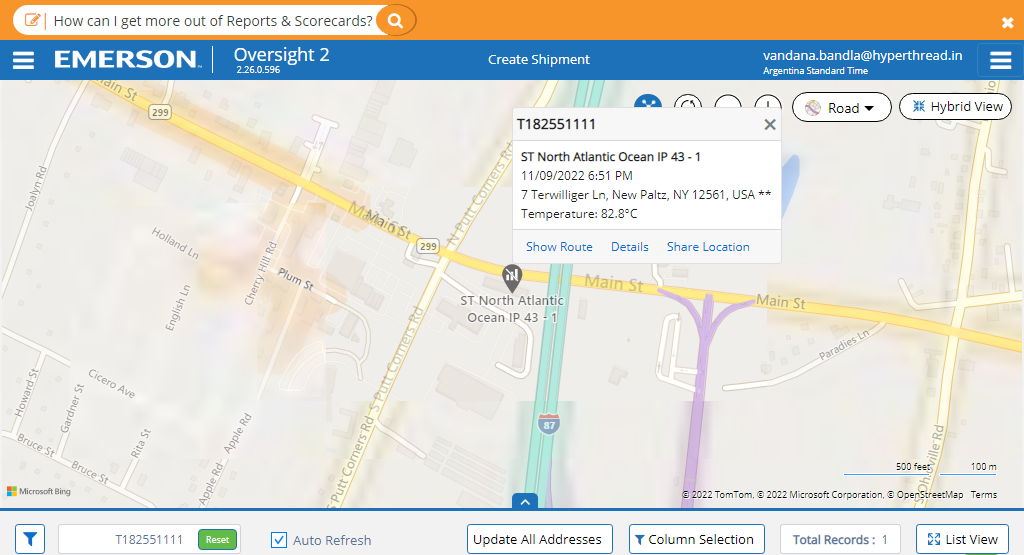 How can I get more out of Reports & Scorecards?
EMERSON
Oversight 2
2.26.0.596
Create Shipment
vandana.bandla@hyperthread.in
Argentina Standard Time
Main St
299
Road
Hybrid View
T182551111
ST North Atlantic Ocean IP 43 - 1
11/09/2022 6:51 PM
7 Terwilliger Ln, New Paltz, NY 12561, USA **
Temperature: 82.8°C
Show Route
Details
Share Location
Joalyn Rd
N Putt Corners Rd
Main St
299
Holland Ln
Cherry Hill Rd
Plum St
English Ln
ST North Atlantic
Ocean IP 43 - 1
Main St
Main St
Paradies Ln
S Putt Corners Rd
Howard St
Cicero Ave
Gardner St
Rita St
Bruce St
Bruce St
Apple Rd
Apple Rd
S Putt Corners Rd
87
Ohioville Rd
500 feet
100 m
Microsoft Bing
© 2022 TomTom, © 2022 Microsoft Corporation, © OpenStreetMap Terms
T182551111
Reset
Auto Refresh
Update All Addresses
Column Selection
Total Records : 1
List View